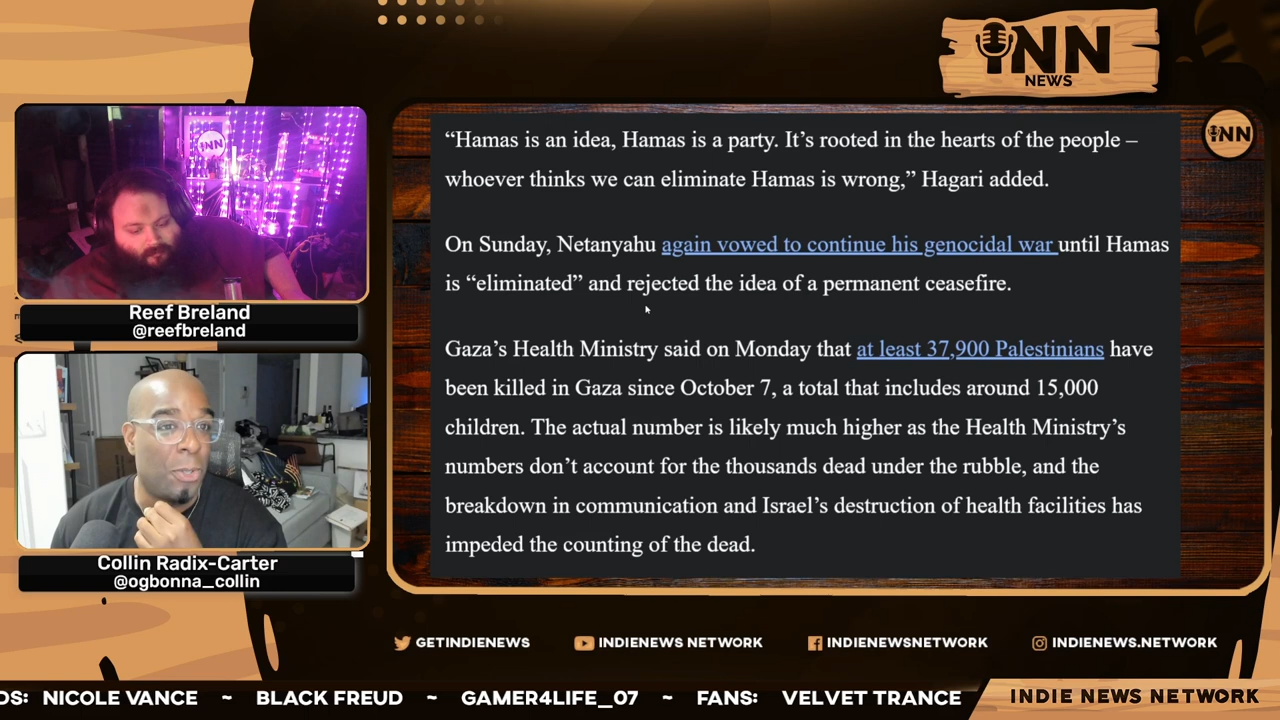 INN
NEWS
INN
INN
“Hamas is an idea, Hamas is a party. It’s rooted in the hearts of the people –
whoever thinks we can eliminate Hamas is wrong,” Hagari added.
On Sunday, Netanyahu again vowed to continue his genocidal war until Hamas
is “eliminated” and rejected the idea of a permanent ceasefire.
Gaza’s Health Ministry said on Monday that at least 37,900 Palestinians have
been killed in Gaza since October 7, a total that includes around 15,000
children. The actual number is likely much higher as the Health Ministry’s
numbers don’t account for the thousands dead under the rubble, and the
breakdown in communication and Israel’s destruction of health facilities has
impeded the counting of the dead.
Reef Breland
@reefbreland
Collin Radix-Carter
@ogbonna_collin
GETINDIENEWS
INDIENEWS NETWORK
INDIENEWSNETWORK
INDIENEWS.NETWORK
DS: NICOLE VANCE ~ BLACK FREUD ~ GAMER4LIFE_07 ~ FANS: VELVET TRANCE
INDIE NEWS NETWORK